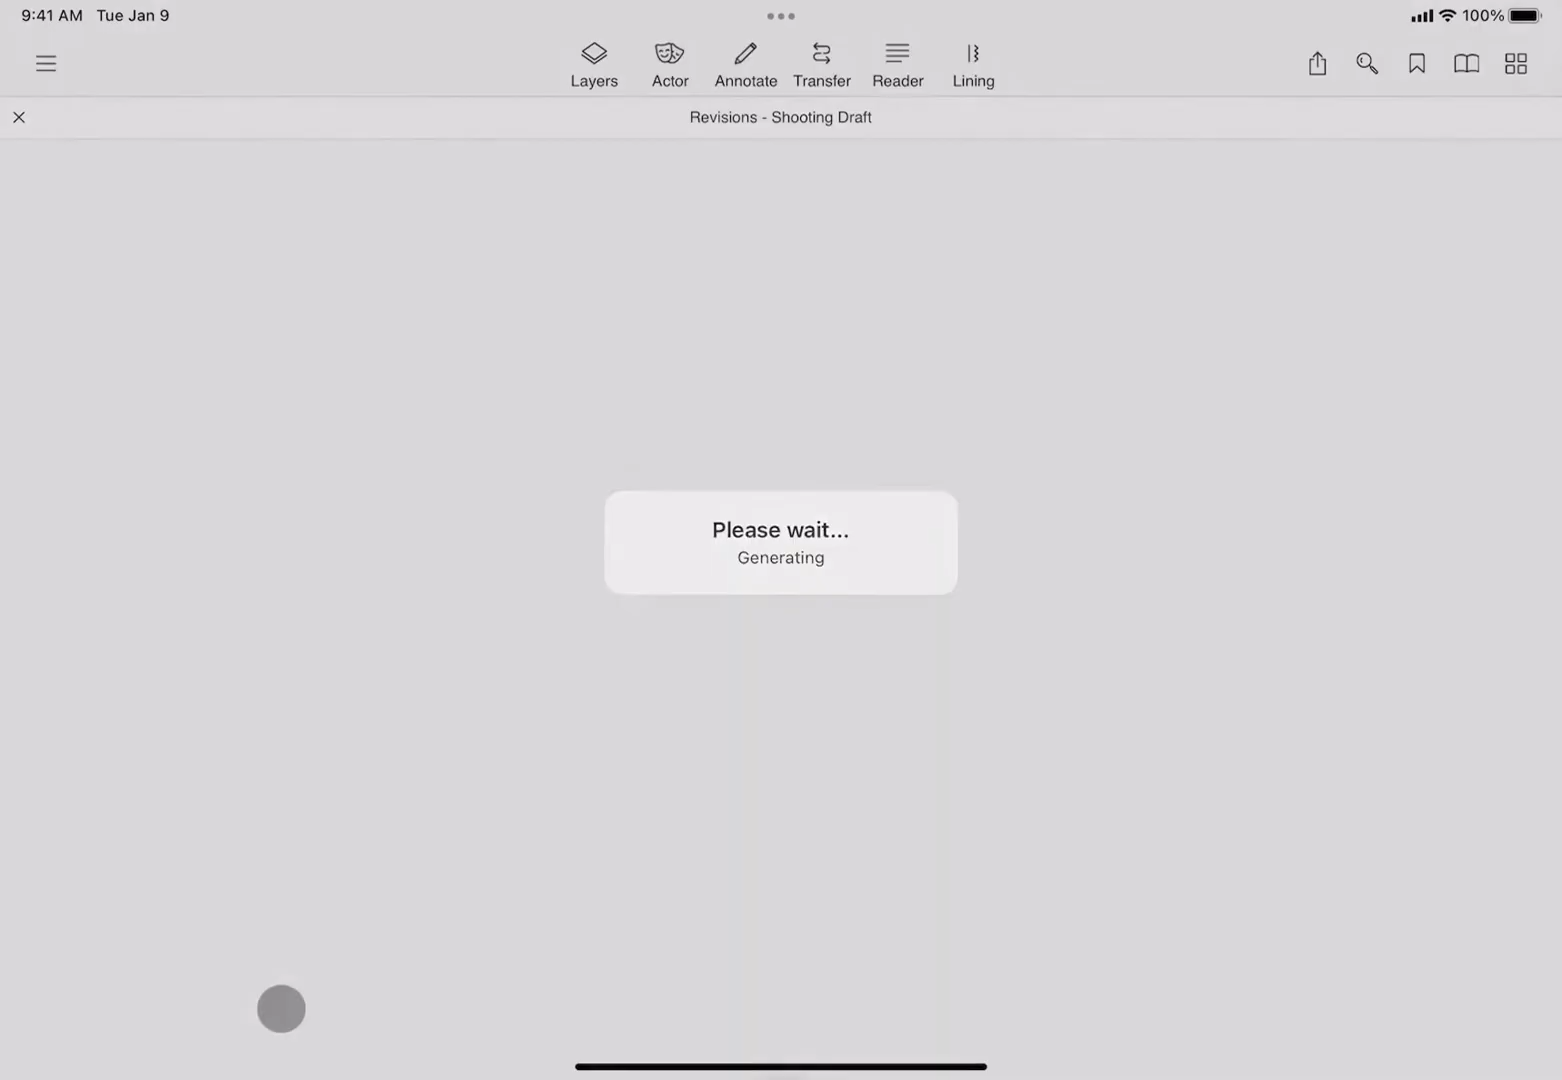 9:41 AM Tue Jan 9
100%
Layers
Actor
Annotate
Transfer
Reader
Lining
Revisions - Shooting Draft
Please wait...
Generating